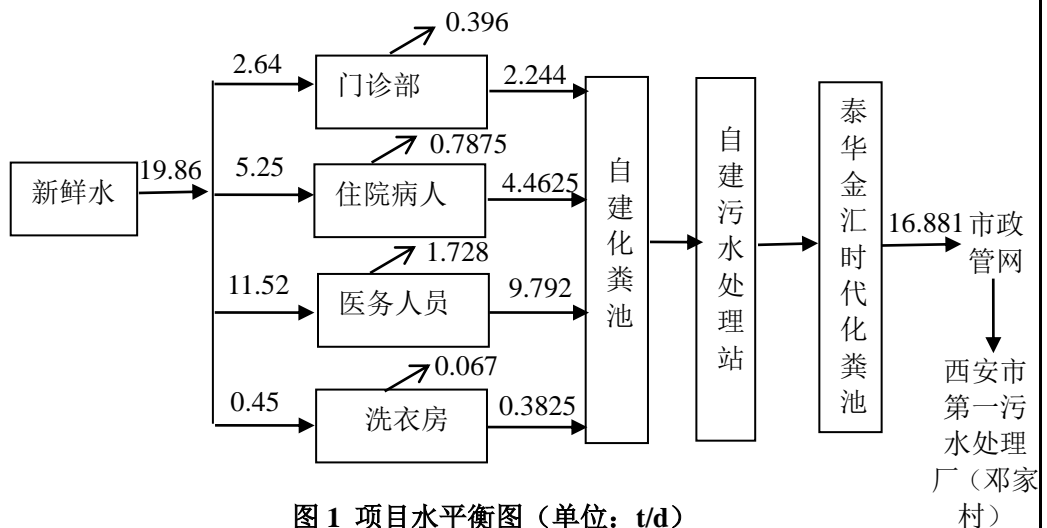 0.396
2.64
门诊部
2.244
0.7875
新鲜水
19.86
5.25
住院病人
4.4625
1.728
11.52
医务人员
9.792
0.067
0.45
洗衣房
0.3825
自建化粪池
自建污水处理站
泰华金汇时代化粪池
16.881
市政
管网
西安市
第一污
水处理
厂（邓家
村）
图 1 项目水平衡图（单位：t/d）